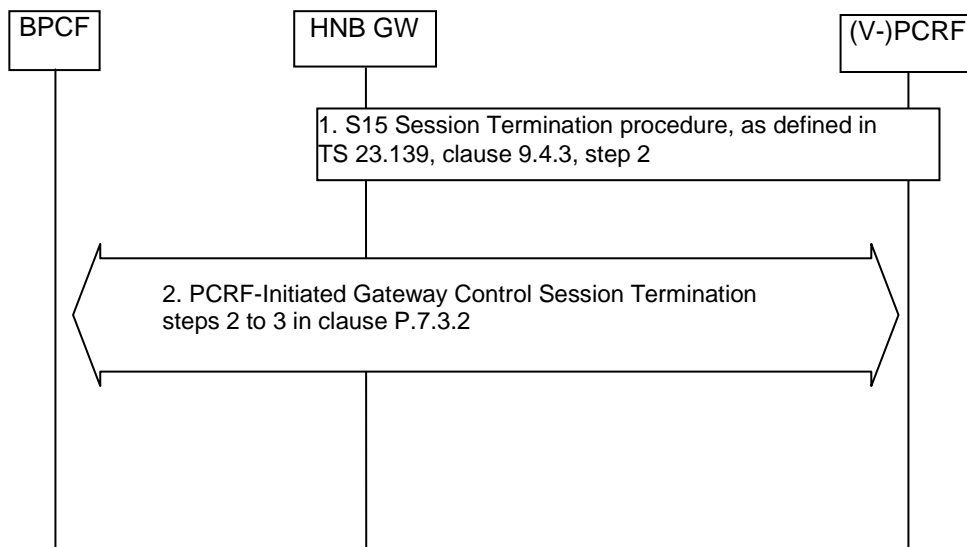 BPCF
HNB GW
(V-)PCRF
1. S15 Session Termination procedure, as defined in
TS 23.139, clause 9.4.3, step 2
2. PCRF-Initiated Gateway Control Session Termination
steps 2 to 3 in clause P.7.3.2